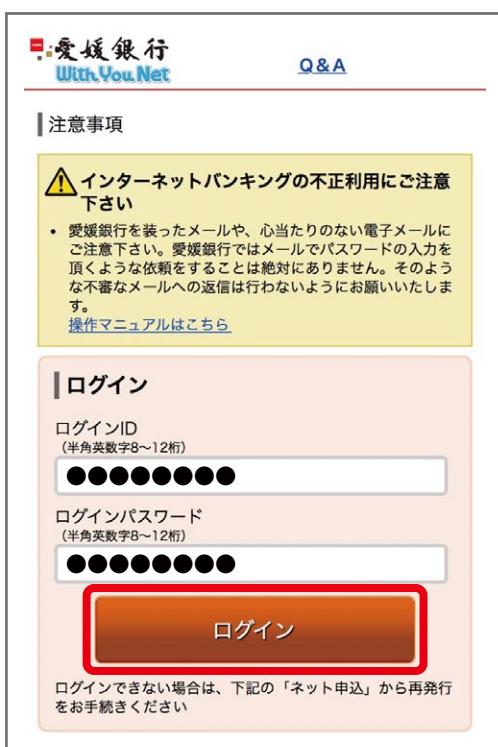 愛媛銀行
With.You.Net
Q&A
注意事項
インターネットバンキングの不正利用にご注意
下さい
• 愛媛銀行を装ったメールや、心当たりのない電子メールに
ご注意下さい。愛媛銀行ではメールでパスワードの入力を
頂くような依頼をすることは絶対にありません。そのよう
な不審なメールへの返信は行わないようにお願いいたしま
す。
操作マニュアルはこちら
ログイン
ログインID
（半角英数字8〜12桁）
●●●●●●●●
ログインパスワード
（半角英数字8〜12桁）
●●●●●●●●
ログイン
ログインできない場合は、下記の「ネット申込」から再発行
をお手続きください